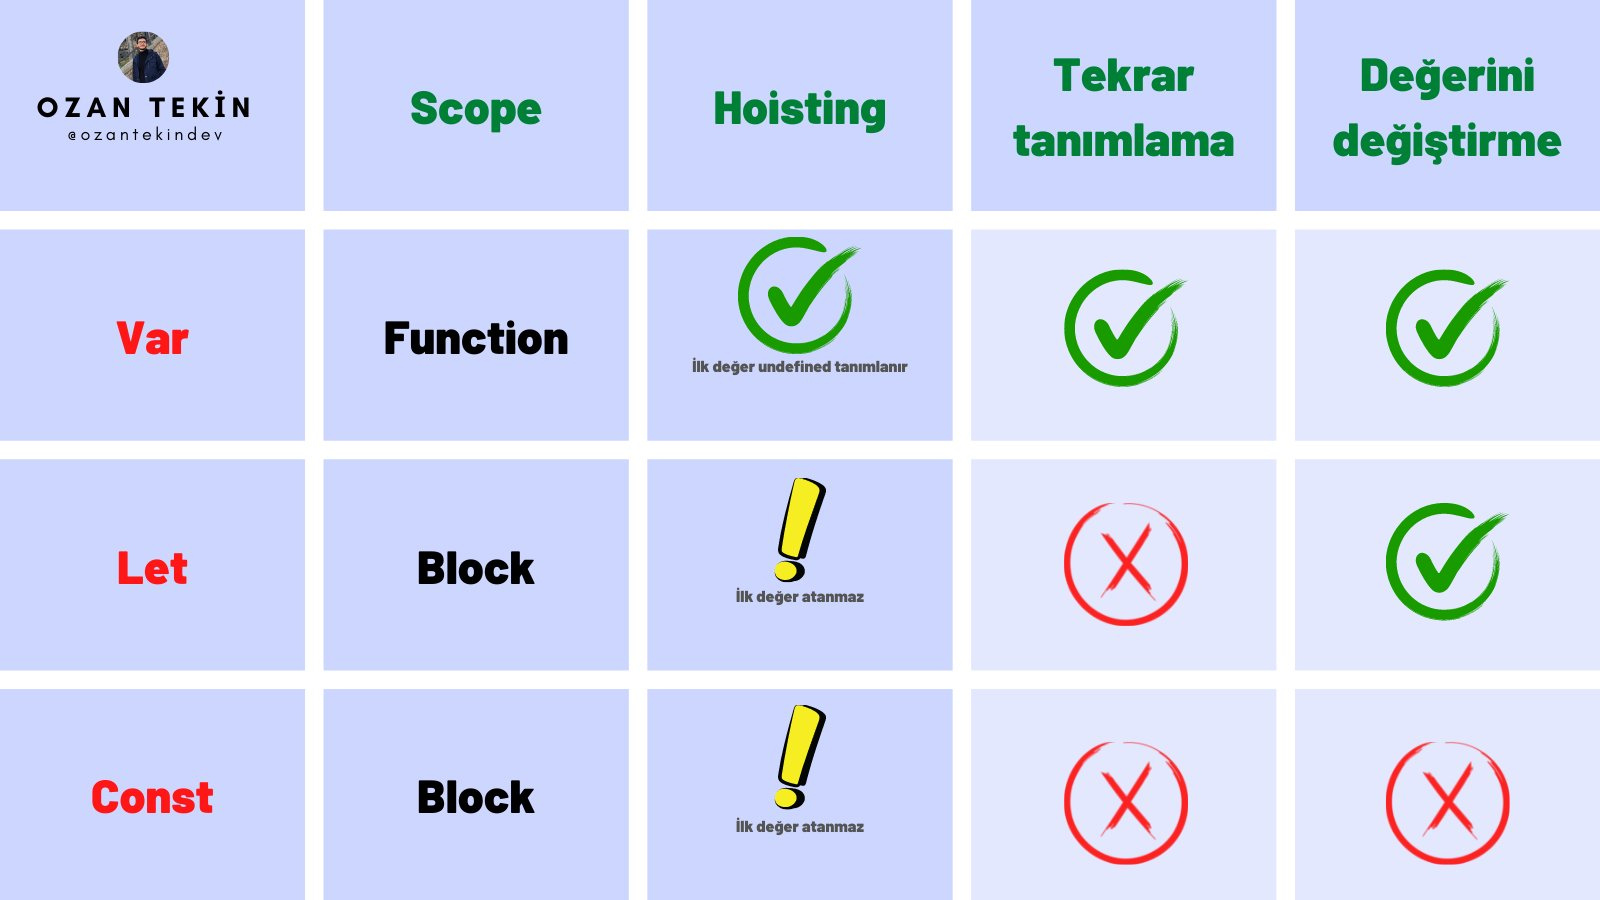 OZAN TEKİN
@ozantekindev
Scope
Hoisting
Tekrar
tanımlama
Değerini
değiştirme
Var
Function
İlk değer undefined tanımlanır
Let
Block
İlk değer atanmaz
Const
Block
İlk değer atanmaz